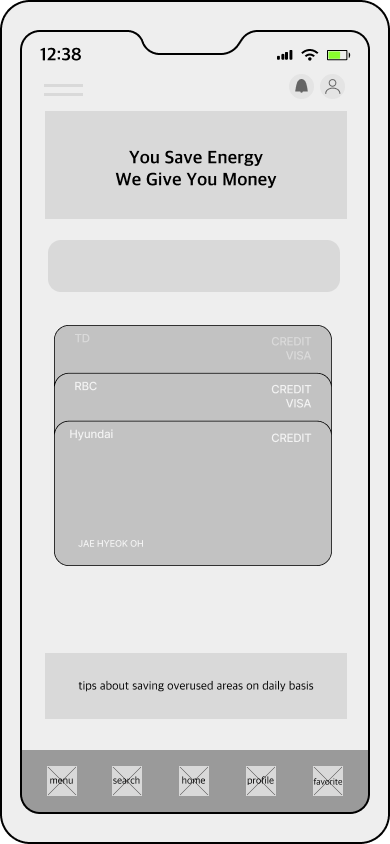 12:38
You Save Energy
We Give You Money
TD CREDIT
VISA
RBC CREDIT
VISA
Hyundai CREDIT
JAE HYEOK OH
tips about saving overused areas on daily basis
menu search home profile favorite